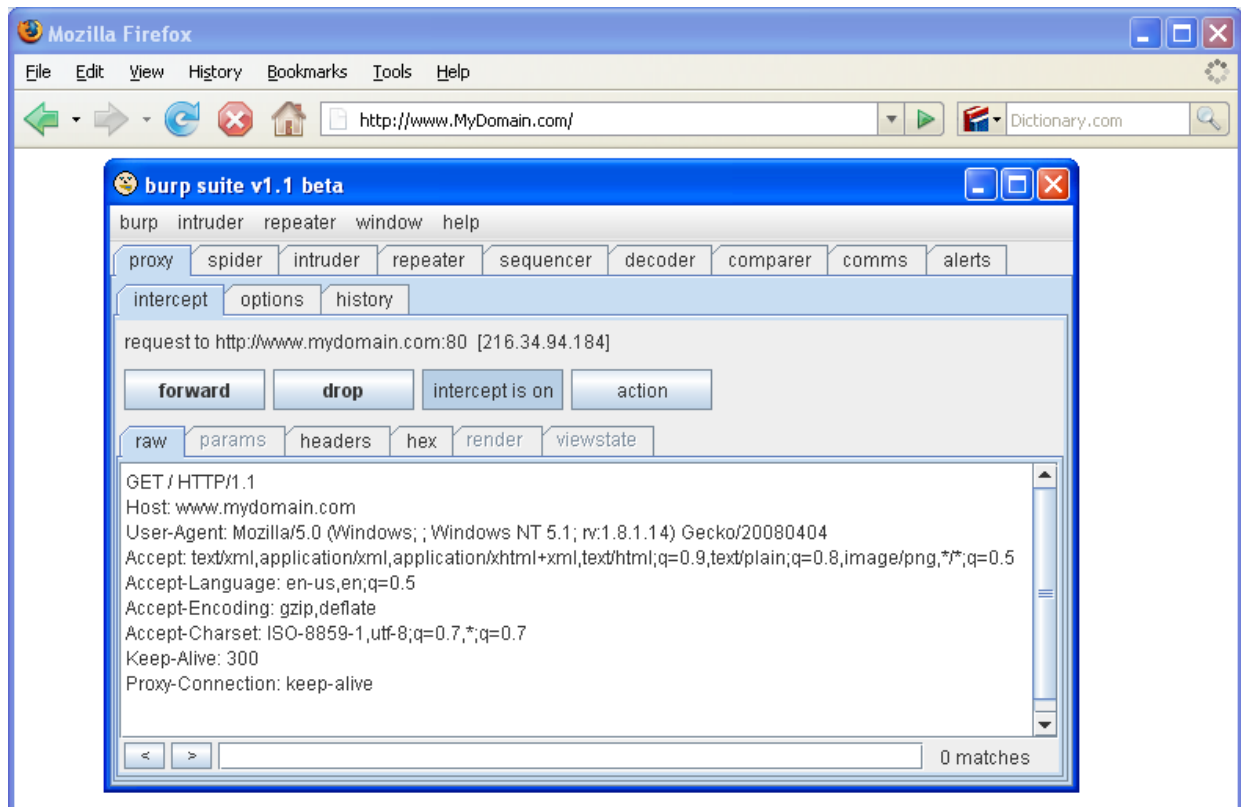 Mozilla Firefox
File Edit View History Bookmarks Tools Help
http://www.MyDomain.com/ Dictionary.com
burp suite v1.1 beta
burp intruder repeater window help
proxy spider intruder repeater sequencer decoder comparer comms alerts
intercept options history
request to http://www.mydomain.com:80 [216.34.94.184]
forward drop intercept is on action
raw params headers hex render viewstate
GET / HTTP/1.1
Host: www.mydomain.com
User-Agent: Mozilla/5.0 (Windows; ; Windows NT 5.1; rv:1.8.1.14) Gecko/20080404
Accept: text/xml,application/xml,application/xhtml+xml,text/html;q=0.9,text/plain;q=0.8,image/png,*/*;q=0.5
Accept-Language: en-us,en;q=0.5
Accept-Encoding: gzip,deflate
Accept-Charset: ISO-8859-1,utf-8;q=0.7,*;q=0.7
Keep-Alive: 300
Proxy-Connection: keep-alive
< > 0 matches